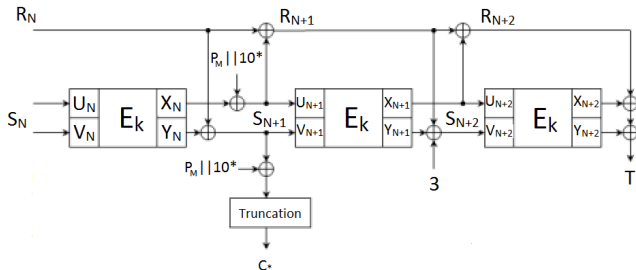 R_N R_N+1 R_N+2
P_M||10*
S_N
U_N E_k X_N
V_N Y_N
S_N+1
U_N+1 E_k X_N+1
V_N+1 Y_N+1
S_N+2
U_N+2 E_k X_N+2
V_N+2 Y_N+2
P_M||10*
3
T
Truncation
C*